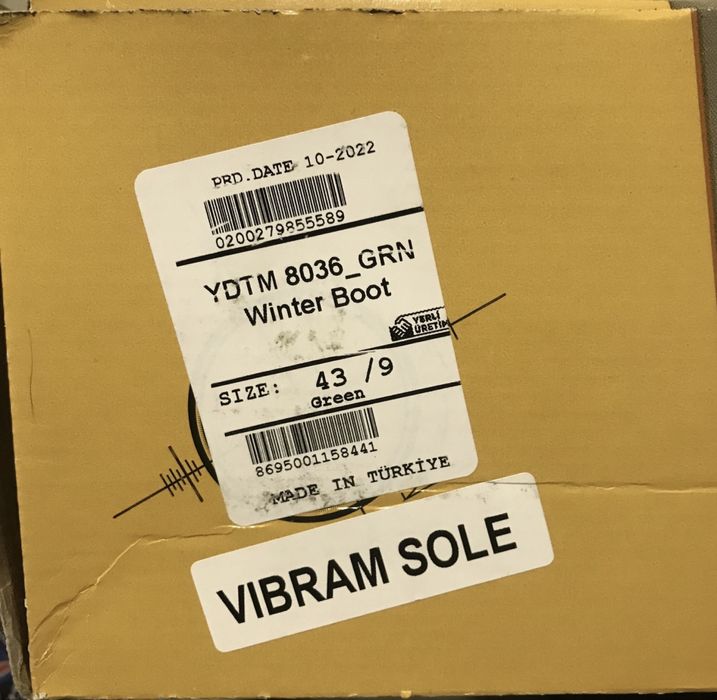 PRD.DATE 10-2022
0200279855589
YDTM 8036_GRN
Winter Boot
YERLİ
ÜRETİM
SIZE: 43 /9
Green
8695001158441
MADE IN TÜRKİYE
VIBRAM SOLE